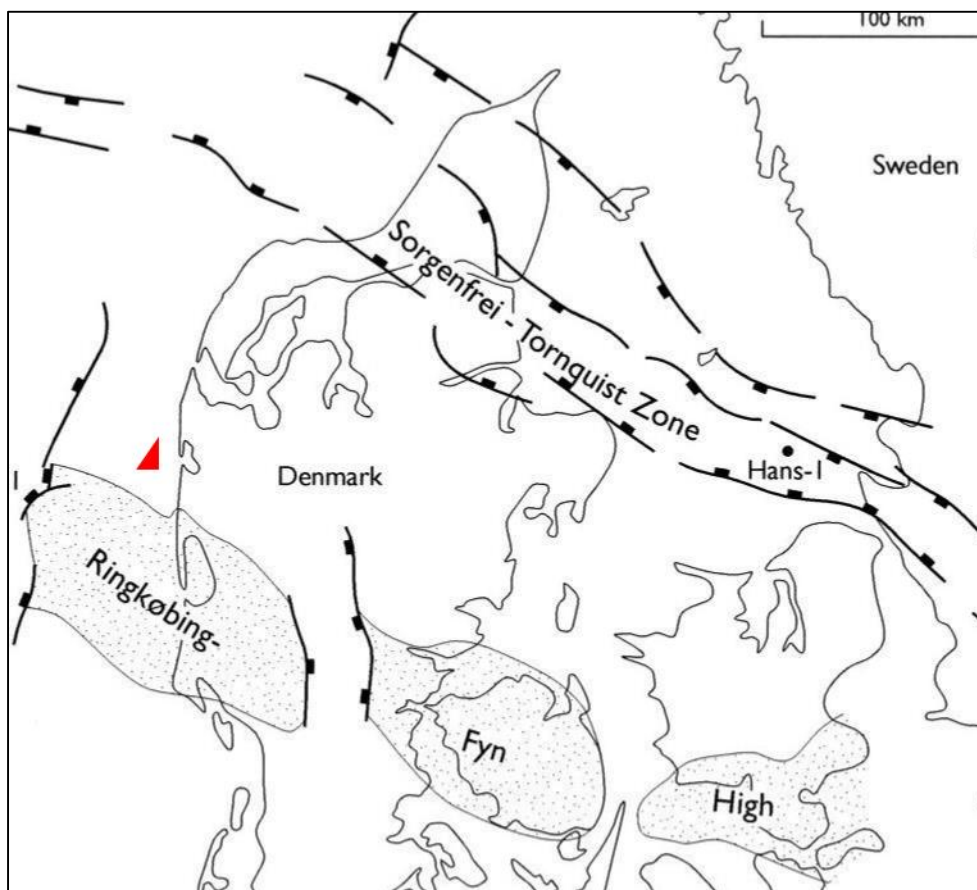 100 km
Sweden
Sorgenfrei - Tornquist Zone
Hans-1
Denmark
Ringkøbing-
Fyn
High